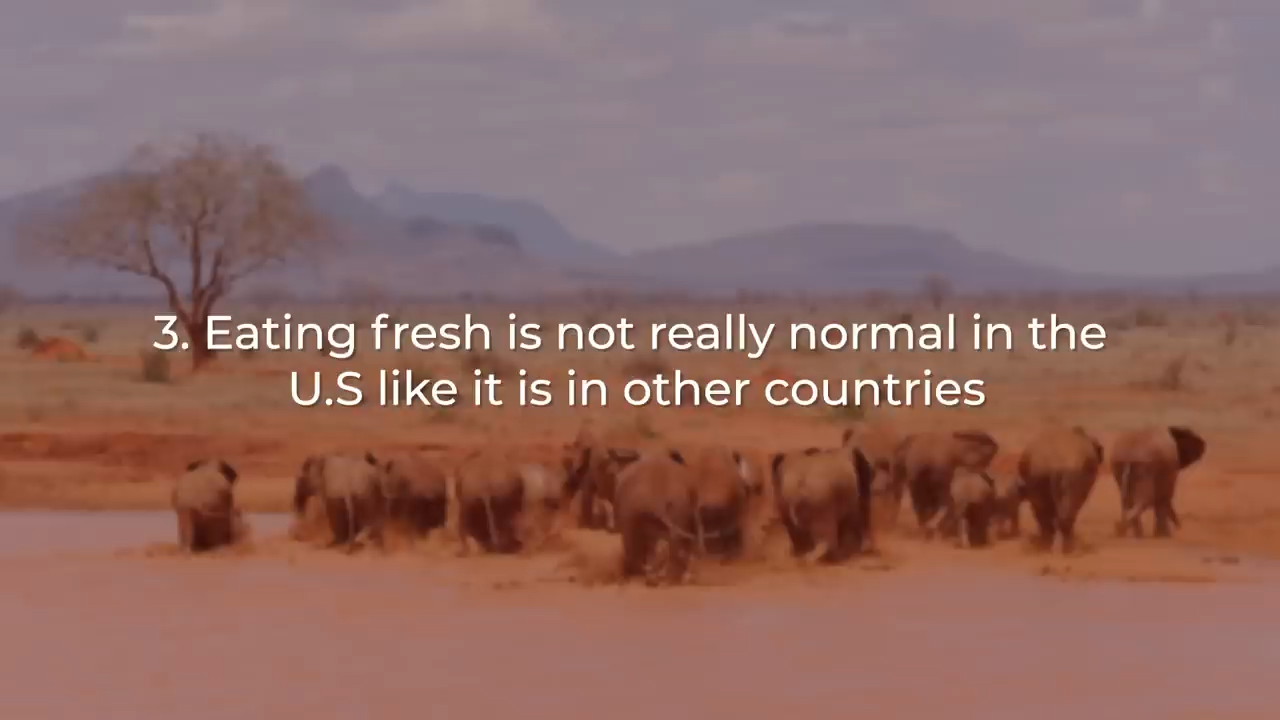 3. Eating fresh is not really normal in the
U.S like it is in other countries